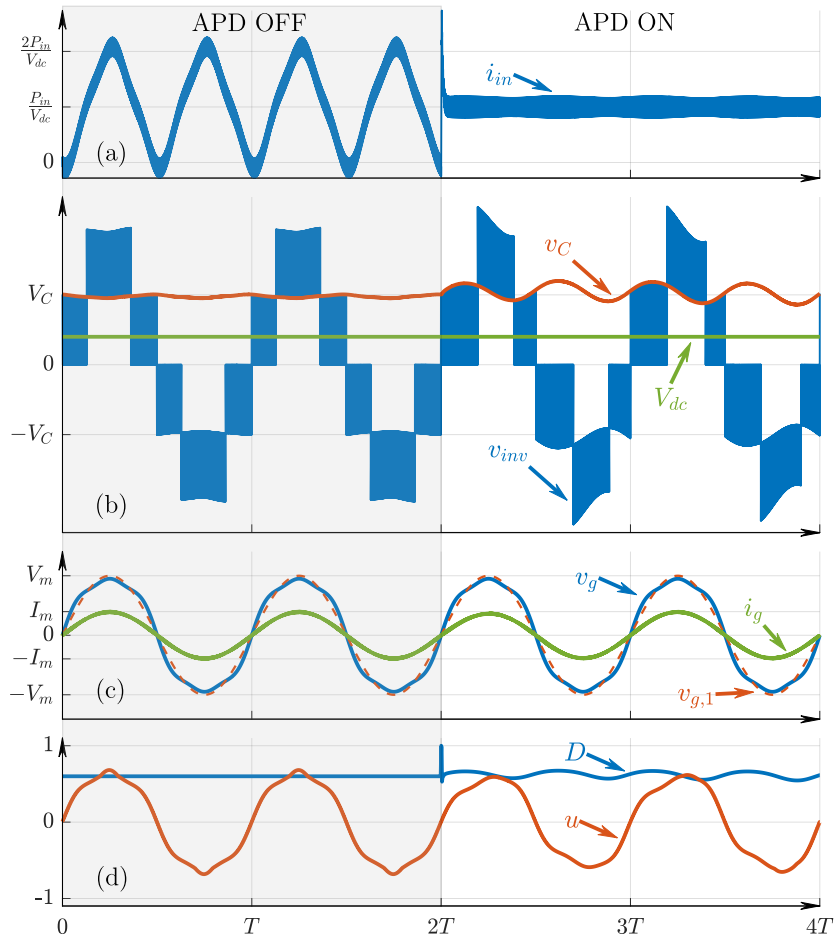 APD OFF
APD ON
2P_in/V_dc
P_in/V_dc
0
i_in
(a)
V_C
0
−V_C
v_C
V_dc
v_inv
(b)
V_m
I_m
0
−I_m
−V_m
v_g
i_g
v_g,1
(c)
1
0
-1
D
u
(d)
0
T
2T
3T
4T